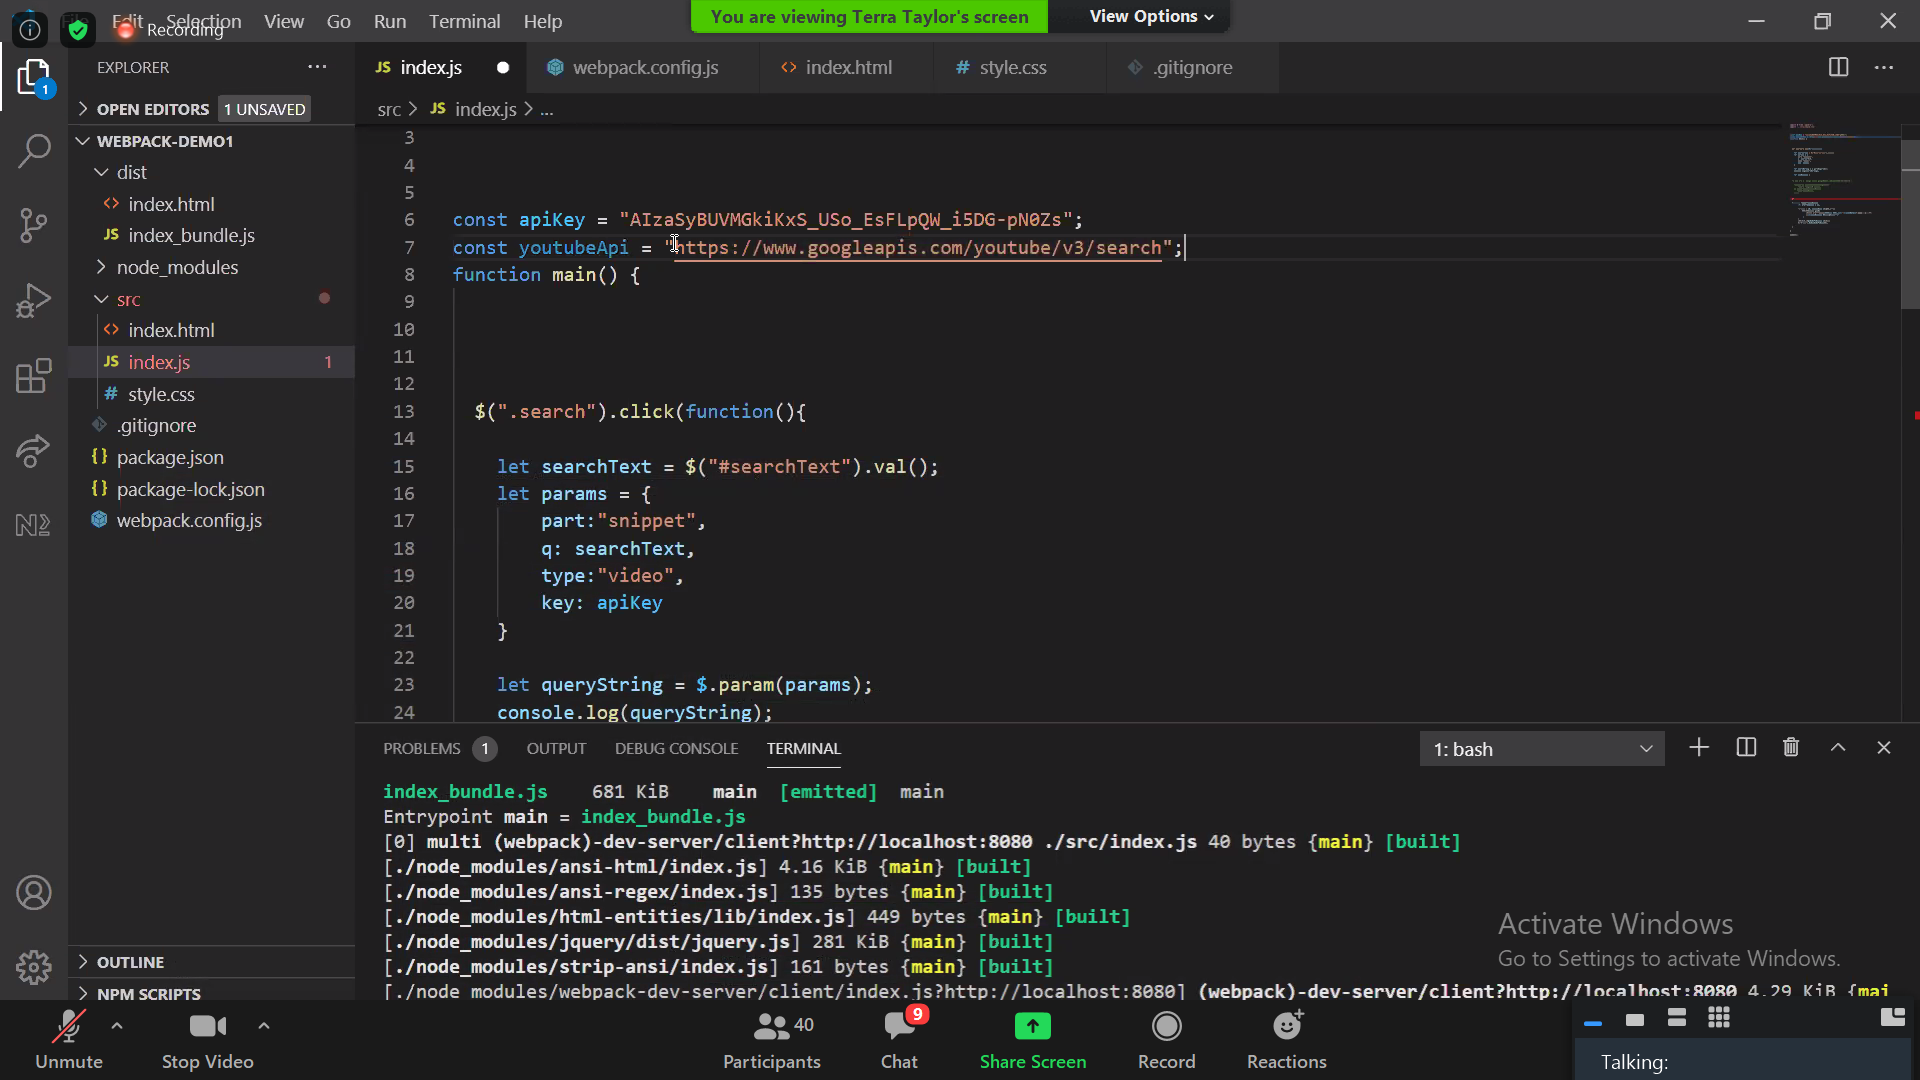 Edit Selection View Go Run Terminal Help
Recording
You are viewing Terra Taylor's screen
View Options
EXPLORER
OPEN EDITORS 1 UNSAVED
WEBPACK-DEMO1
dist
index.html
JS index_bundle.js
node_modules
src
index.html
JS index.js 1
# style.css
.gitignore
{} package.json
{} package-lock.json
webpack.config.js
OUTLINE
NPM SCRIPTS
1
JS index.js
webpack.config.js
<> index.html
# style.css
.gitignore
src > JS index.js > ...
3
4
5
6 const apiKey = "AIzaSyBUVMGkiKxS_USo_EsFLpQW_i5DG-pN0Zs";
7 const youtubeApi = "https://www.googleapis.com/youtube/v3/search";
8 function main() {
9
10
11
12
13 $(".search").click(function(){
14
15 let searchText = $("#searchText").val();
16 let params = {
17 part:"snippet",
18 q: searchText,
19 type:"video",
20 key: apiKey
21 }
22
23 let queryString = $.param(params);
24 console.log(queryString);
PROBLEMS 1 OUTPUT DEBUG CONSOLE TERMINAL
1: bash
index_bundle.js 681 KiB main [emitted] main
Entrypoint main = index_bundle.js
[0] multi (webpack)-dev-server/client?http://localhost:8080 ./src/index.js 40 bytes {main} [built]
[./node_modules/ansi-html/index.js] 4.16 KiB {main} [built]
[./node_modules/ansi-regex/index.js] 135 bytes {main} [built]
[./node_modules/html-entities/lib/index.js] 449 bytes {main} [built]
[./node_modules/jquery/dist/jquery.js] 281 KiB {main} [built]
[./node_modules/strip-ansi/index.js] 161 bytes {main} [built]
[./node_modules/webpack-dev-server/client/index.js?http://localhost:8080] (webpack)-dev-server/client?http://localhost:8080 4.29 KiB {mai
Activate Windows
Go to Settings to activate Windows.
Unmute
Stop Video
40
Participants
9
Chat
Share Screen
Record
Reactions
Talking: